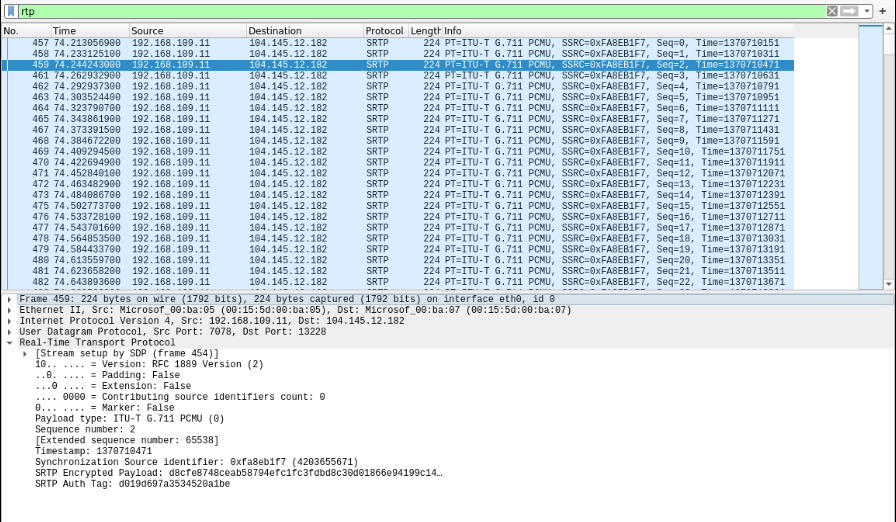 rtp
No. Time Source Destination Protocol Length Info
457 74.213056900 192.168.109.11 104.145.12.182 SRTP 224 PT=ITU-T G.711 PCMU, SSRC=0xFA8EB1F7, Seq=0, Time=1370710151
458 74.233125100 192.168.109.11 104.145.12.182 SRTP 224 PT=ITU-T G.711 PCMU, SSRC=0xFA8EB1F7, Seq=1, Time=1370710311
459 74.244243000 192.168.109.11 104.145.12.182 SRTP 224 PT=ITU-T G.711 PCMU, SSRC=0xFA8EB1F7, Seq=2, Time=1370710471
461 74.262932900 192.168.109.11 104.145.12.182 SRTP 224 PT=ITU-T G.711 PCMU, SSRC=0xFA8EB1F7, Seq=3, Time=1370710631
462 74.292937300 192.168.109.11 104.145.12.182 SRTP 224 PT=ITU-T G.711 PCMU, SSRC=0xFA8EB1F7, Seq=4, Time=1370710791
463 74.303524400 192.168.109.11 104.145.12.182 SRTP 224 PT=ITU-T G.711 PCMU, SSRC=0xFA8EB1F7, Seq=5, Time=1370710951
464 74.323790700 192.168.109.11 104.145.12.182 SRTP 224 PT=ITU-T G.711 PCMU, SSRC=0xFA8EB1F7, Seq=6, Time=1370711111
465 74.343861900 192.168.109.11 104.145.12.182 SRTP 224 PT=ITU-T G.711 PCMU, SSRC=0xFA8EB1F7, Seq=7, Time=1370711271
467 74.373391500 192.168.109.11 104.145.12.182 SRTP 224 PT=ITU-T G.711 PCMU, SSRC=0xFA8EB1F7, Seq=8, Time=1370711431
468 74.384672200 192.168.109.11 104.145.12.182 SRTP 224 PT=ITU-T G.711 PCMU, SSRC=0xFA8EB1F7, Seq=9, Time=1370711591
469 74.409294500 192.168.109.11 104.145.12.182 SRTP 224 PT=ITU-T G.711 PCMU, SSRC=0xFA8EB1F7, Seq=10, Time=1370711751
470 74.422694900 192.168.109.11 104.145.12.182 SRTP 224 PT=ITU-T G.711 PCMU, SSRC=0xFA8EB1F7, Seq=11, Time=1370711911
471 74.452840100 192.168.109.11 104.145.12.182 SRTP 224 PT=ITU-T G.711 PCMU, SSRC=0xFA8EB1F7, Seq=12, Time=1370712071
472 74.463482900 192.168.109.11 104.145.12.182 SRTP 224 PT=ITU-T G.711 PCMU, SSRC=0xFA8EB1F7, Seq=13, Time=1370712231
473 74.484086700 192.168.109.11 104.145.12.182 SRTP 224 PT=ITU-T G.711 PCMU, SSRC=0xFA8EB1F7, Seq=14, Time=1370712391
475 74.502773700 192.168.109.11 104.145.12.182 SRTP 224 PT=ITU-T G.711 PCMU, SSRC=0xFA8EB1F7, Seq=15, Time=1370712551
476 74.533728100 192.168.109.11 104.145.12.182 SRTP 224 PT=ITU-T G.711 PCMU, SSRC=0xFA8EB1F7, Seq=16, Time=1370712711
477 74.543701600 192.168.109.11 104.145.12.182 SRTP 224 PT=ITU-T G.711 PCMU, SSRC=0xFA8EB1F7, Seq=17, Time=1370712871
478 74.564853500 192.168.109.11 104.145.12.182 SRTP 224 PT=ITU-T G.711 PCMU, SSRC=0xFA8EB1F7, Seq=18, Time=1370713031
479 74.584433700 192.168.109.11 104.145.12.182 SRTP 224 PT=ITU-T G.711 PCMU, SSRC=0xFA8EB1F7, Seq=19, Time=1370713191
480 74.613559700 192.168.109.11 104.145.12.182 SRTP 224 PT=ITU-T G.711 PCMU, SSRC=0xFA8EB1F7, Seq=20, Time=1370713351
481 74.623658200 192.168.109.11 104.145.12.182 SRTP 224 PT=ITU-T G.711 PCMU, SSRC=0xFA8EB1F7, Seq=21, Time=1370713511
482 74.643893600 192.168.109.11 104.145.12.182 SRTP 224 PT=ITU-T G.711 PCMU, SSRC=0xFA8EB1F7, Seq=22, Time=1370713671
Frame 459: 224 bytes on wire (1792 bits), 224 bytes captured (1792 bits) on interface eth0, id 0
Ethernet II, Src: Microsof_00:ba:05 (00:15:5d:00:ba:05), Dst: Microsof_00:ba:07 (00:15:5d:00:ba:07)
Internet Protocol Version 4, Src: 192.168.109.11, Dst: 104.145.12.182
User Datagram Protocol, Src Port: 7078, Dst Port: 13228
Real-Time Transport Protocol
[Stream setup by SDP (frame 454)]
10.. .... = Version: RFC 1889 Version (2)
..0. .... = Padding: False
...0 .... = Extension: False
.... 0000 = Contributing source identifiers count: 0
0... .... = Marker: False
Payload type: ITU-T G.711 PCMU (0)
Sequence number: 2
[Extended sequence number: 65538]
Timestamp: 1370710471
Synchronization Source identifier: 0xfa8eb1f7 (4203655671)
SRTP Encrypted Payload: d8cfe8748ceab58794efc1fc3fdbd8c30d01866e94199c14…
SRTP Auth Tag: d019d697a3534520a1be